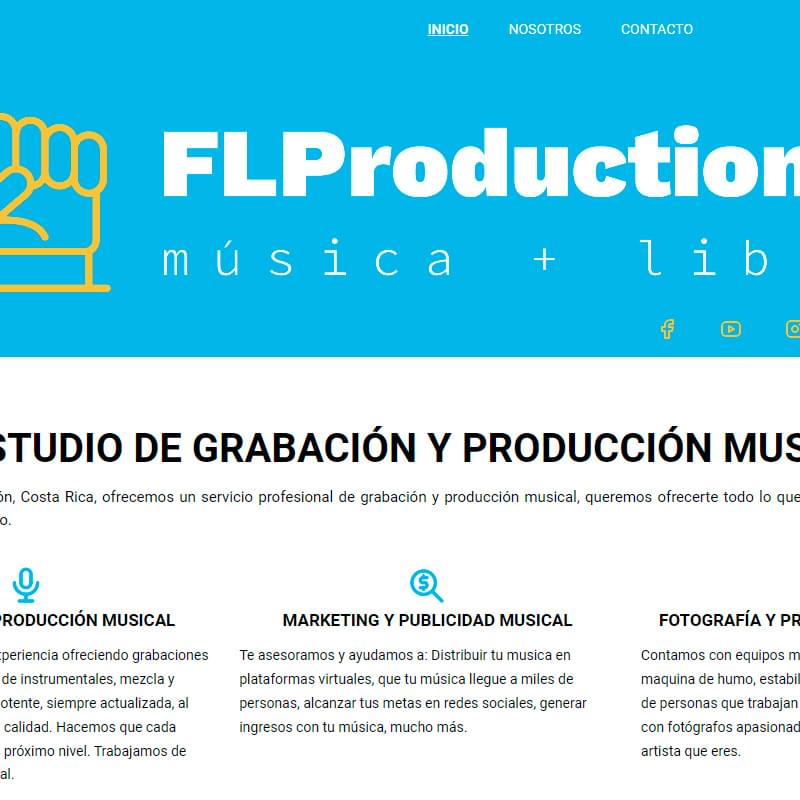 INICIO NOSOTROS CONTACTO
FLProduction
música + lib
STUDIO DE GRABACIÓN Y PRODUCCIÓN MUS
ón, Costa Rica, ofrecemos un servicio profesional de grabación y producción musical, queremos ofrecerte todo lo que
o.
PRODUCCIÓN MUSICAL
xperiencia ofreciendo grabaciones
de instrumentales, mezcla y
otente, siempre actualizada, al
calidad. Hacemos que cada
próximo nivel. Trabajamos de
al.
MARKETING Y PUBLICIDAD MUSICAL
Te asesoramos y ayudamos a: Distribuir tu musica en
plataformas virtuales, que tu música llegue a miles de
personas, alcanzar tus metas en redes sociales, generar
ingresos con tu música, mucho más.
FOTOGRAFÍA Y PR
Contamos con equipos m
maquina de humo, estabil
de personas que trabajan
con fotógrafos apasionad
artista que eres.